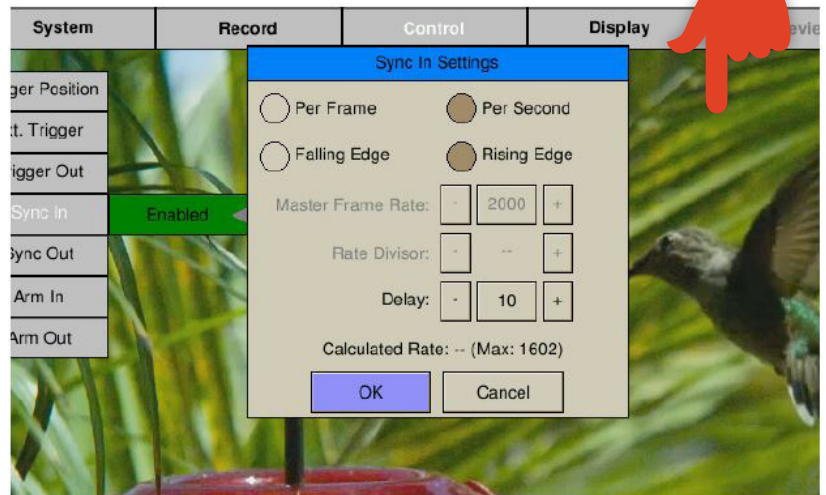 System Record Control Display evie
Sync In Settings
ger Position
Per Frame Per Second
t. Trigger
Falling Edge Rising Edge
igger Out
Master Frame Rate: - 2000 +
Sync In Enabled
Rate Divisor: - -- +
Sync Out
Delay: - 10 +
Arm In
Arm Out
Calculated Rate: -- (Max: 1602)
OK Cancel